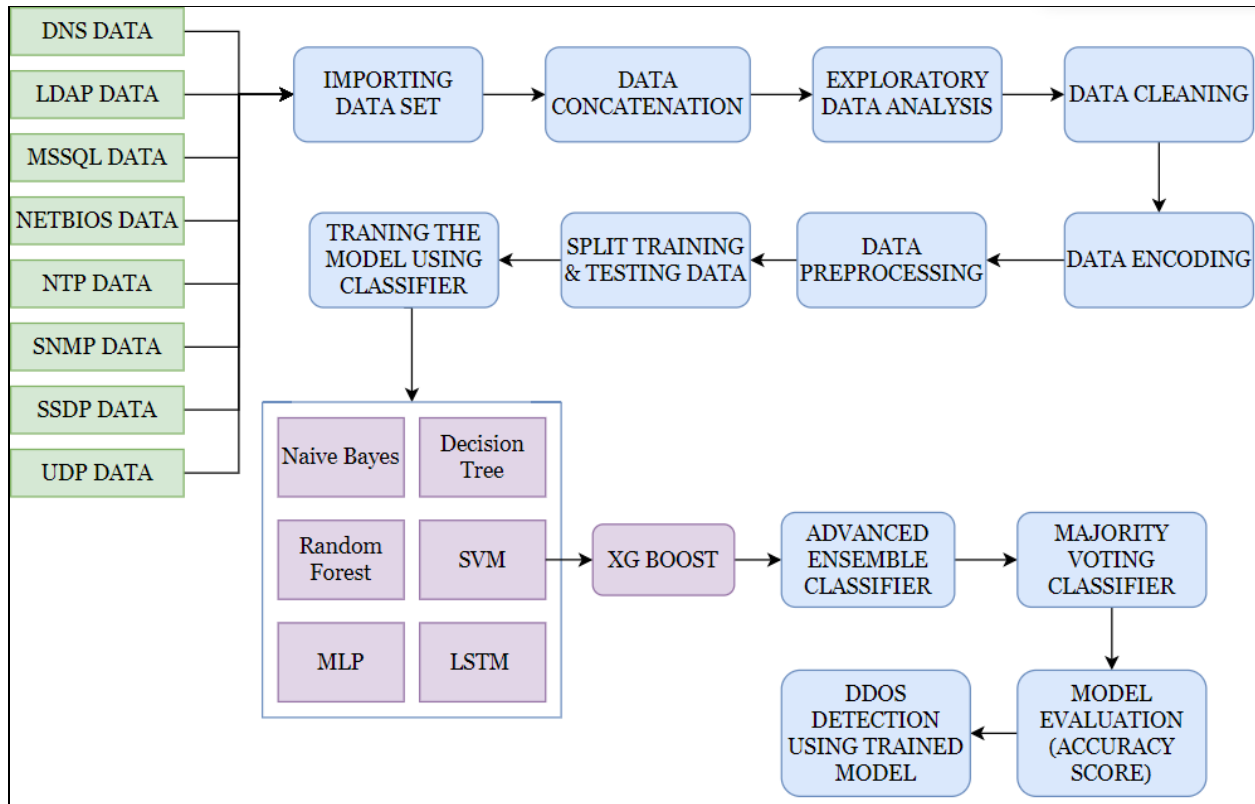 DNS DATA
LDAP DATA
MSSQL DATA
NETBIOS DATA
NTP DATA
SNMP DATA
SSDP DATA
UDP DATA
IMPORTING
DATA SET
DATA
CONCATENATION
EXPLORATORY
DATA ANALYSIS
DATA CLEANING
DATA ENCODING
DATA
PREPROCESSING
SPLIT TRAINING
& TESTING DATA
TRANING THE
MODEL USING
CLASSIFIER
Naive Bayes
Decision
Tree
Random
Forest
SVM
MLP
LSTM
XG BOOST
ADVANCED
ENSEMBLE
CLASSIFIER
MAJORITY
VOTING
CLASSIFIER
MODEL
EVALUATION
(ACCURACY
SCORE)
DDOS
DETECTION
USING TRAINED
MODEL